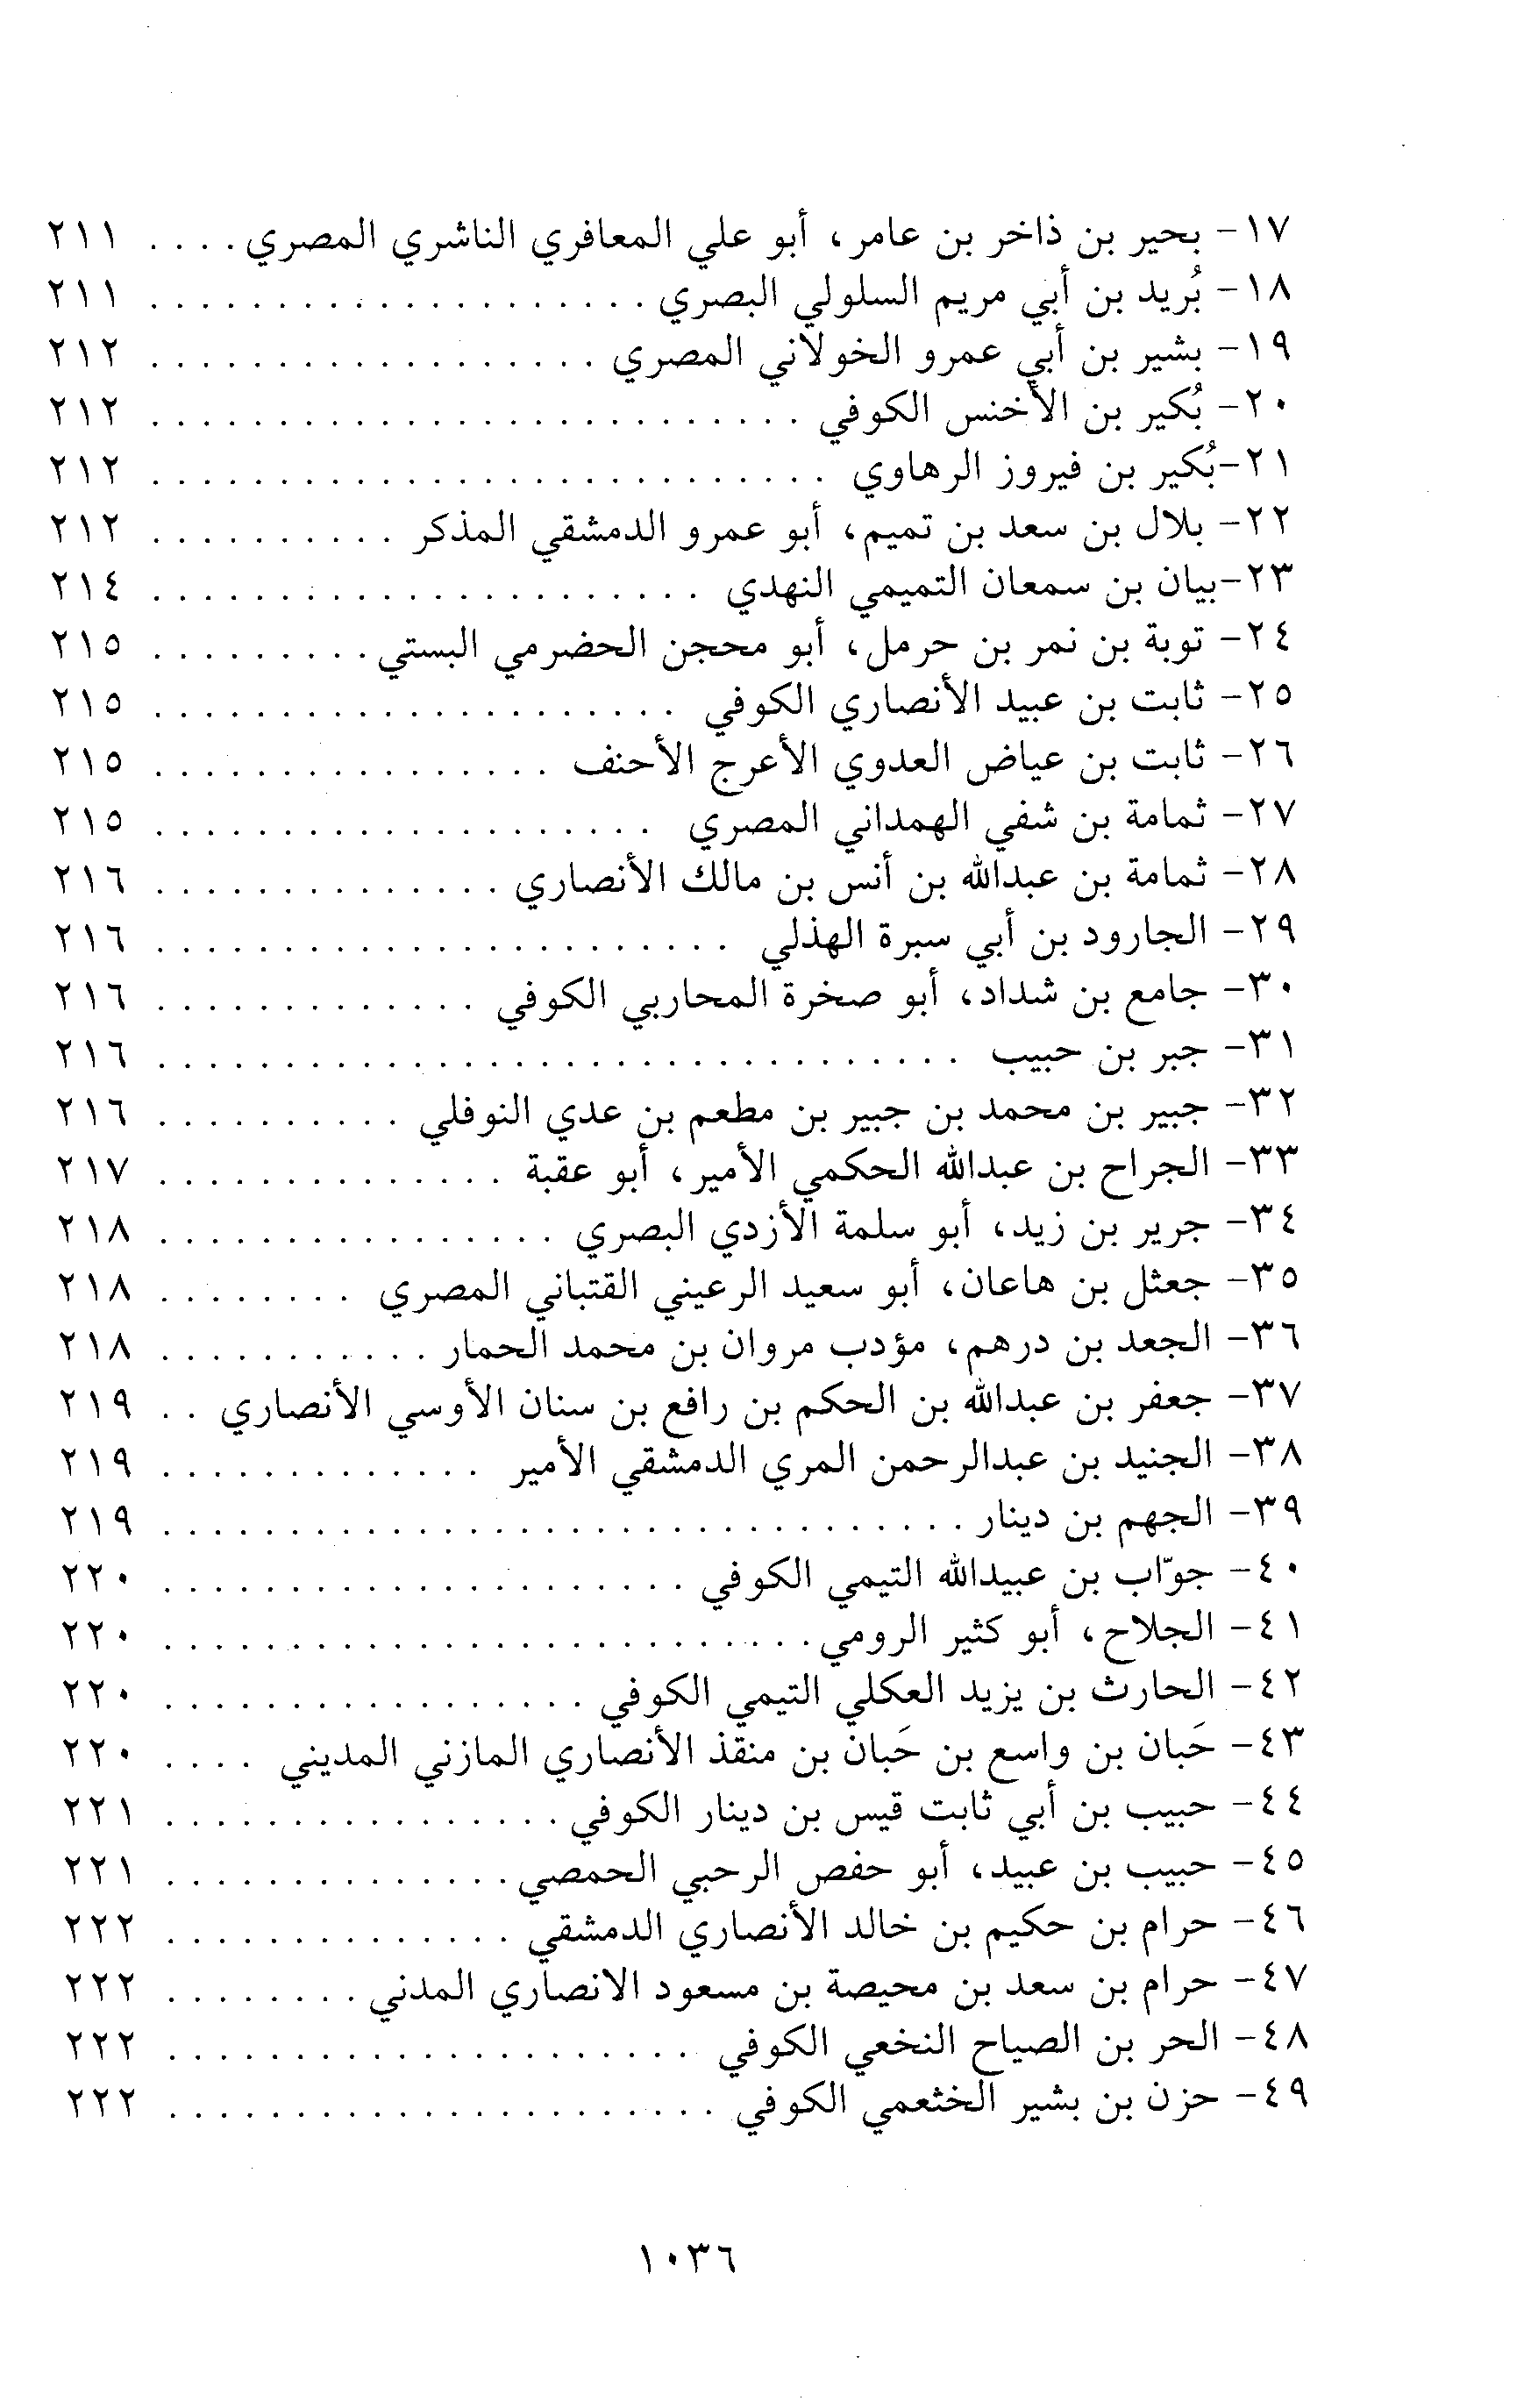 ١٧- بحير بن ذاخر بن عامر، أبو علي المعافري الناشري المصري . . . . ٢١١
١٨- بُريد بن أبي مريم السلولي البصري . . . . . . . . . . . . . . . . . . . . ٢١١
١٩- بشير بن أبي عمرو الخولاني المصري . . . . . . . . . . . . . . . . . . ٢١٢
٢٠- بُكير بن الأخنس الكوفي . . . . . . . . . . . . . . . . . . . . . . . . . . ٢١٢
٢١-بُكير بن فيروز الرهاوي . . . . . . . . . . . . . . . . . . . . . . . . . . . ٢١٢
٢٢- بلال بن سعد بن تميم، أبو عمرو الدمشقي المذكر . . . . . . . . . . ٢١٢
٢٣-بيان بن سمعان التميمي النهدي . . . . . . . . . . . . . . . . . . . . . . ٢١٤
٢٤- توبة بن نمر بن حرمل، أبو محجن الحضرمي البستي . . . . . . . . . ٢١٥
٢٥- ثابت بن عبيد الأنصاري الكوفي . . . . . . . . . . . . . . . . . . . . . ٢١٥
٢٦- ثابت بن عياض العدوي الأعرج الأحنف . . . . . . . . . . . . . . . . ٢١٥
٢٧- ثمامة بن شفي الهمداني المصري . . . . . . . . . . . . . . . . . . . . ٢١٥
٢٨- ثمامة بن عبدالله بن أنس بن مالك الأنصاري . . . . . . . . . . . . . . ٢١٦
٢٩- الجارود بن أبي سبرة الهذلي . . . . . . . . . . . . . . . . . . . . . . . ٢١٦
٣٠- جامع بن شداد، أبو صخرة المحاربي الكوفي . . . . . . . . . . . . . ٢١٦
٣١- جبر بن حبيب . . . . . . . . . . . . . . . . . . . . . . . . . . . . . . . . ٢١٦
٣٢- جبير بن محمد بن جبير بن مطعم بن عدي النوفلي . . . . . . . . . . ٢١٦
٣٣- الجراح بن عبدالله الحكمي الأمير، أبو عقبة . . . . . . . . . . . . . . ٢١٧
٣٤- جرير بن زيد، أبو سلمة الأزدي البصري . . . . . . . . . . . . . . . . ٢١٨
٣٥- جعثل بن هاعان، أبو سعيد الرعيني القتباني المصري . . . . . . . . ٢١٨
٣٦- الجعد بن درهم، مؤدب مروان بن محمد الحمار . . . . . . . . . . . ٢١٨
٣٧- جعفر بن عبدالله بن الحكم بن رافع بن سنان الأوسي الأنصاري . . ٢١٩
٣٨- الجنيد بن عبدالرحمن المري الدمشقي الأمير . . . . . . . . . . . . . ٢١٩
٣٩- الجهم بن دينار . . . . . . . . . . . . . . . . . . . . . . . . . . . . . . . . ٢١٩
٤٠- جوّاب بن عبيدالله التيمي الكوفي . . . . . . . . . . . . . . . . . . . . . ٢٢٠
٤١- الجلاح، أبو كثير الرومي . . . . . . . . . . . . . . . . . . . . . . . . . . ٢٢٠
٤٢- الحارث بن يزيد العكلي التيمي الكوفي . . . . . . . . . . . . . . . . . ٢٢٠
٤٣- حَبان بن واسع بن حَبان بن منقذ الأنصاري المازني المديني . . . . ٢٢٠
٤٤- حبيب بن أبي ثابت قيس بن دينار الكوفي . . . . . . . . . . . . . . . . ٢٢١
٤٥- حبيب بن عبيد، أبو حفص الرحبي الحمصي . . . . . . . . . . . . . . ٢٢١
٤٦- حرام بن حكيم بن خالد الأنصاري الدمشقي . . . . . . . . . . . . . . ٢٢٢
٤٧- حرام بن سعد بن محيصة بن مسعود الانصاري المدني . . . . . . . . ٢٢٢
٤٨- الحر بن الصياح النخعي الكوفي . . . . . . . . . . . . . . . . . . . . . ٢٢٢
٤٩- حزن بن بشير الخثعمي الكوفي . . . . . . . . . . . . . . . . . . . . . . ٢٢٢
١٠٣٦